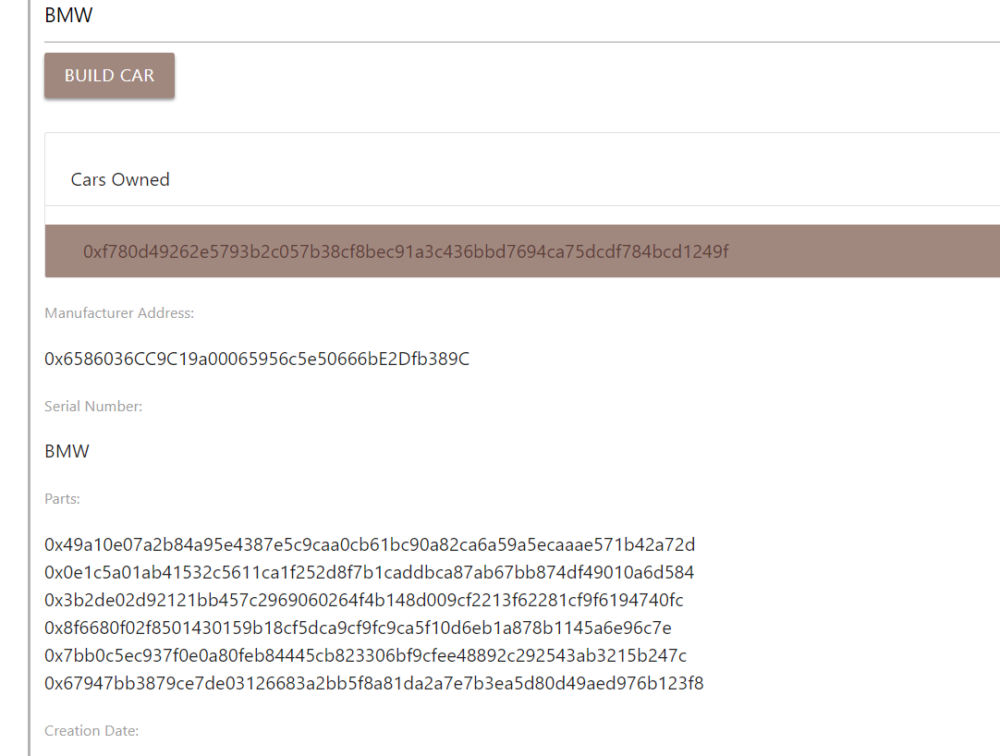 BMW
BUILD CAR
Cars Owned
0xf780d49262e5793b2c057b38cf8bec91a3c436bbd7694ca75dcdf784bcd1249f
Manufacturer Address:
0x6586036CC9C19a00065956c5e50666bE2Dfb389C
Serial Number:
BMW
Parts:
0x49a10e07a2b84a95e4387e5c9caa0cb61bc90a82ca6a59a5ecaaae571b42a72d
0x0e1c5a01ab41532c5611ca1f252d8f7b1caddbca87ab67bb874df49010a6d584
0x3b2de02d92121bb457c2969060264f4b148d009cf2213f62281cf9f6194740fc
0x8f6680f02f8501430159b18cf5dca9cf9fc9ca5f10d6eb1a878b1145a6e96c7e
0x7bb0c5ec937f0e0a80feb84445cb823306bf9cfee48892c292543ab3215b247c
0x67947bb3879ce7de03126683a2bb5f8a81da2a7e7b3ea5d80d49aed976b123f8
Creation Date: